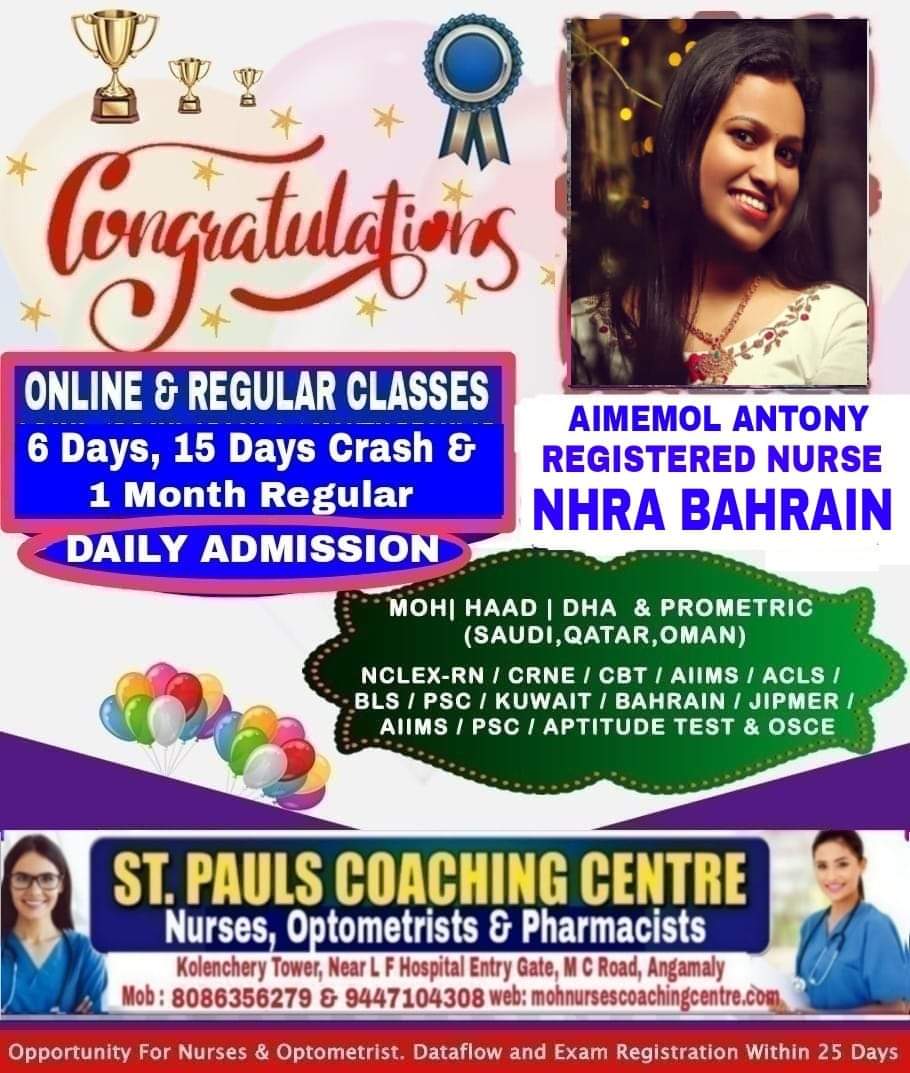 Congratulations
ONLINE & REGULAR CLASSES
6 Days, 15 Days Crash &
1 Month Regular
DAILY ADMISSION
AIMEMOL ANTONY
REGISTERED NURSE
NHRA BAHRAIN
MOH| HAAD | DHA & PROMETRIC
(SAUDI,QATAR,OMAN)
NCLEX-RN / CRNE / CBT / AIIMS / ACLS /
BLS / PSC / KUWAIT / BAHRAIN / JIPMER /
AIIMS / PSC / APTITUDE TEST & OSCE
ST. PAULS COACHING CENTRE
Nurses, Optometrists & Pharmacists
Kolenchery Tower, Near L F Hospital Entry Gate, M C Road, Angamaly
Mob : 8086356279 & 9447104308 web: mohnursescoachingcentre.com
Opportunity For Nurses & Optometrist. Dataflow and Exam Registration Within 25 Days